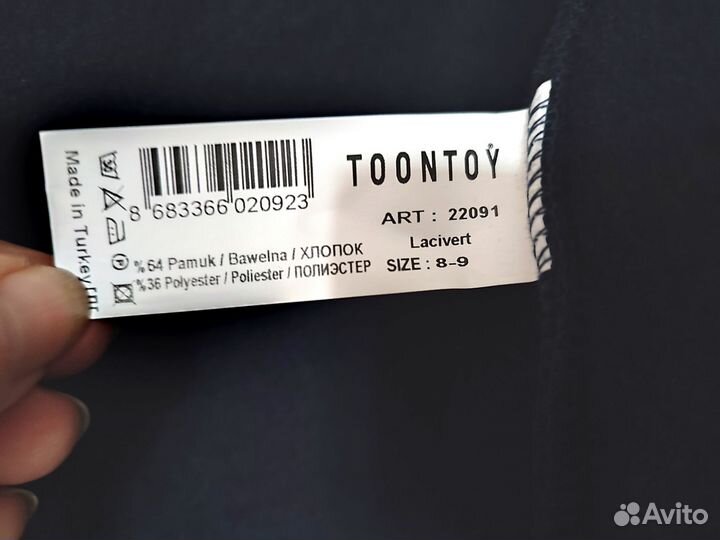 TOONTOY
ART : 22091
Lacivert
SIZE : 8-9
8 683366 020923
%64 Pamuk / Bawełna / ХЛОПОК
%36 Polyester / Poliester / ПОЛИЭСТЕР
Made in Turkey
Avito